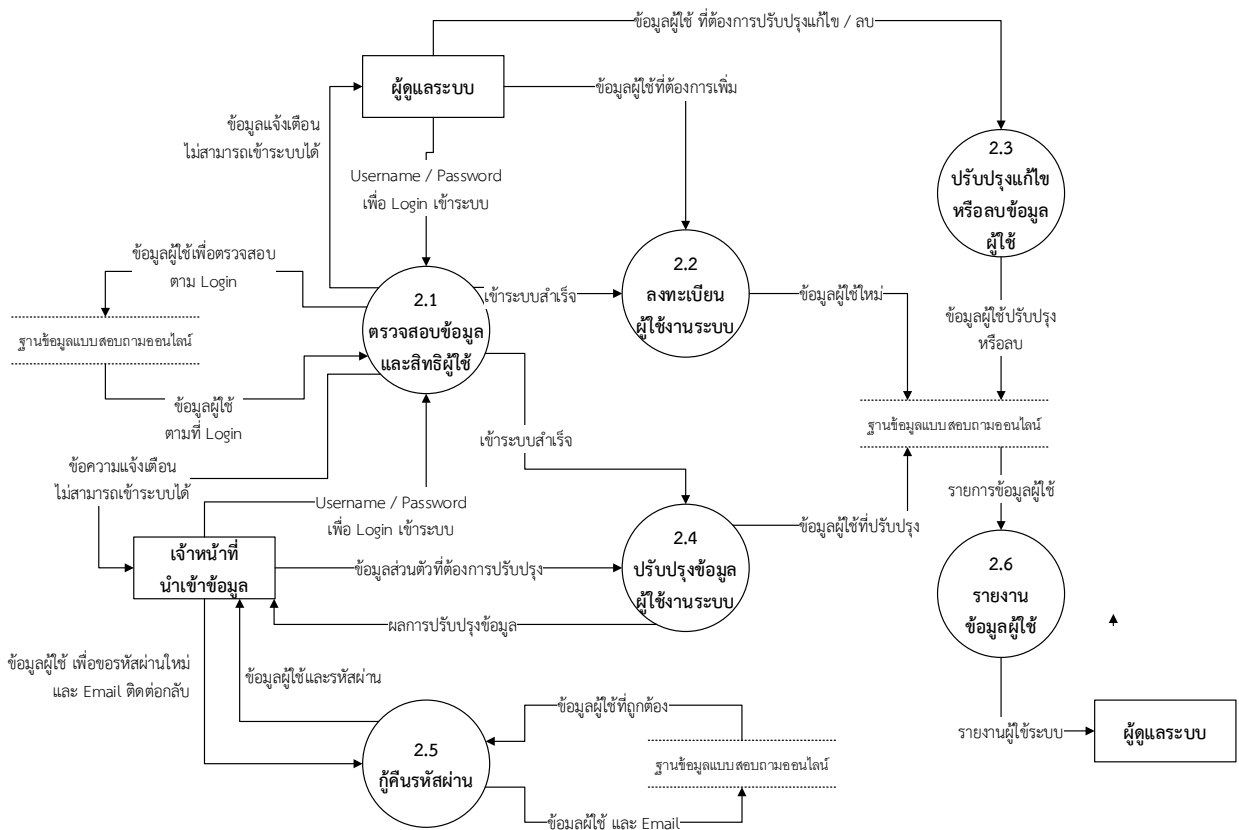 ข้อมูลผู้ใช้ ที่ต้องการปรับปรุงแก้ไข / ลบ
ผู้ดูแลระบบ
ข้อมูลผู้ใช้ที่ต้องการเพิ่ม
ข้อมูลแจ้งเตือน
ไม่สามารถเข้าระบบได้
Username / Password
เพื่อ Login เข้าระบบ
2.3
ปรับปรุงแก้ไข
หรือลบข้อมูล
ผู้ใช้
ข้อมูลผู้ใช้เพื่อตรวจสอบ
ตาม Login
2.1
ตรวจสอบข้อมูล
และสิทธิผู้ใช้
เข้าระบบสำเร็จ
2.2
ลงทะเบียน
ผู้ใช้งานระบบ
ข้อมูลผู้ใช้ใหม่
ข้อมูลผู้ใช้ปรับปรุง
หรือลบ
ฐานข้อมูลแบบสอบถามออนไลน์
ข้อมูลผู้ใช้
ตามที่ Login
ฐานข้อมูลแบบสอบถามออนไลน์
เข้าระบบสำเร็จ
ข้อความแจ้งเตือน
ไม่สามารถเข้าระบบได้
Username / Password
เพื่อ Login เข้าระบบ
รายการข้อมูลผู้ใช้
ข้อมูลผู้ใช้ที่ปรับปรุง
เจ้าหน้าที่
นำเข้าข้อมูล
ข้อมูลส่วนตัวที่ต้องการปรับปรุง
2.4
ปรับปรุงข้อมูล
ผู้ใช้งานระบบ
2.6
รายงาน
ข้อมูลผู้ใช้
ผลการปรับปรุงข้อมูล
ข้อมูลผู้ใช้ เพื่อขอรหัสผ่านใหม่
และ Email ติดต่อกลับ
ข้อมูลผู้ใช้และรหัสผ่าน
ข้อมูลผู้ใช้ที่ถูกต้อง
2.5
กู้คืนรหัสผ่าน
ฐานข้อมูลแบบสอบถามออนไลน์
รายงานผู้ใช้ระบบ
ผู้ดูแลระบบ
ข้อมูลผู้ใช้ และ Email